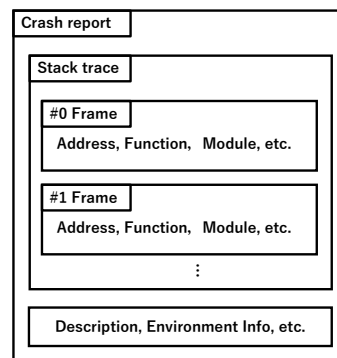 Crash report
Stack trace
#0 Frame
Address, Function, Module, etc.
#1 Frame
Address, Function, Module, etc.
⋮
Description, Environment Info, etc.